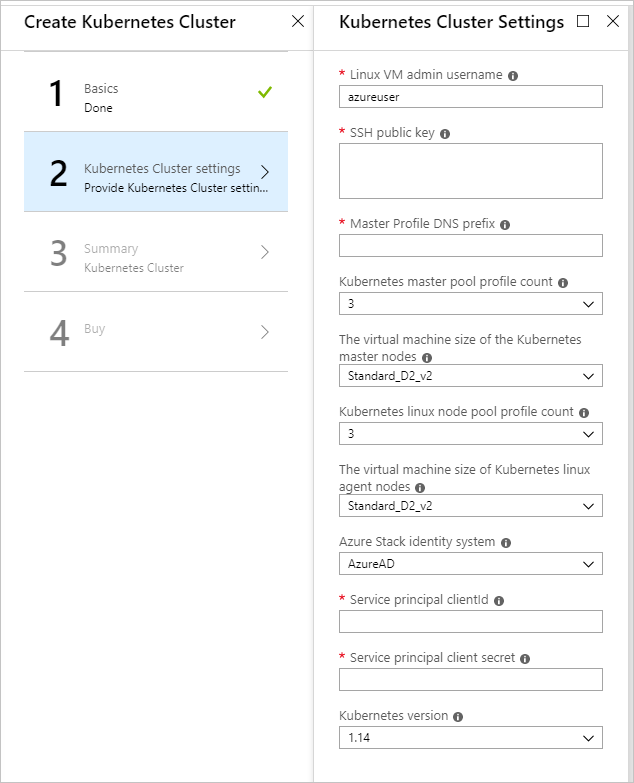 Create Kubernetes Cluster
1
Basics
Done
2
Kubernetes Cluster settings
Provide Kubernetes Cluster settin...
3
Summary
Kubernetes Cluster
4
Buy
Kubernetes Cluster Settings
* Linux VM admin username
azureuser
* SSH public key
* Master Profile DNS prefix
Kubernetes master pool profile count
3
The virtual machine size of the Kubernetes
master nodes
Standard_D2_v2
Kubernetes linux node pool profile count
3
The virtual machine size of Kubernetes linux
agent nodes
Standard_D2_v2
Azure Stack identity system
AzureAD
* Service principal clientId
* Service principal client secret
Kubernetes version
1.14